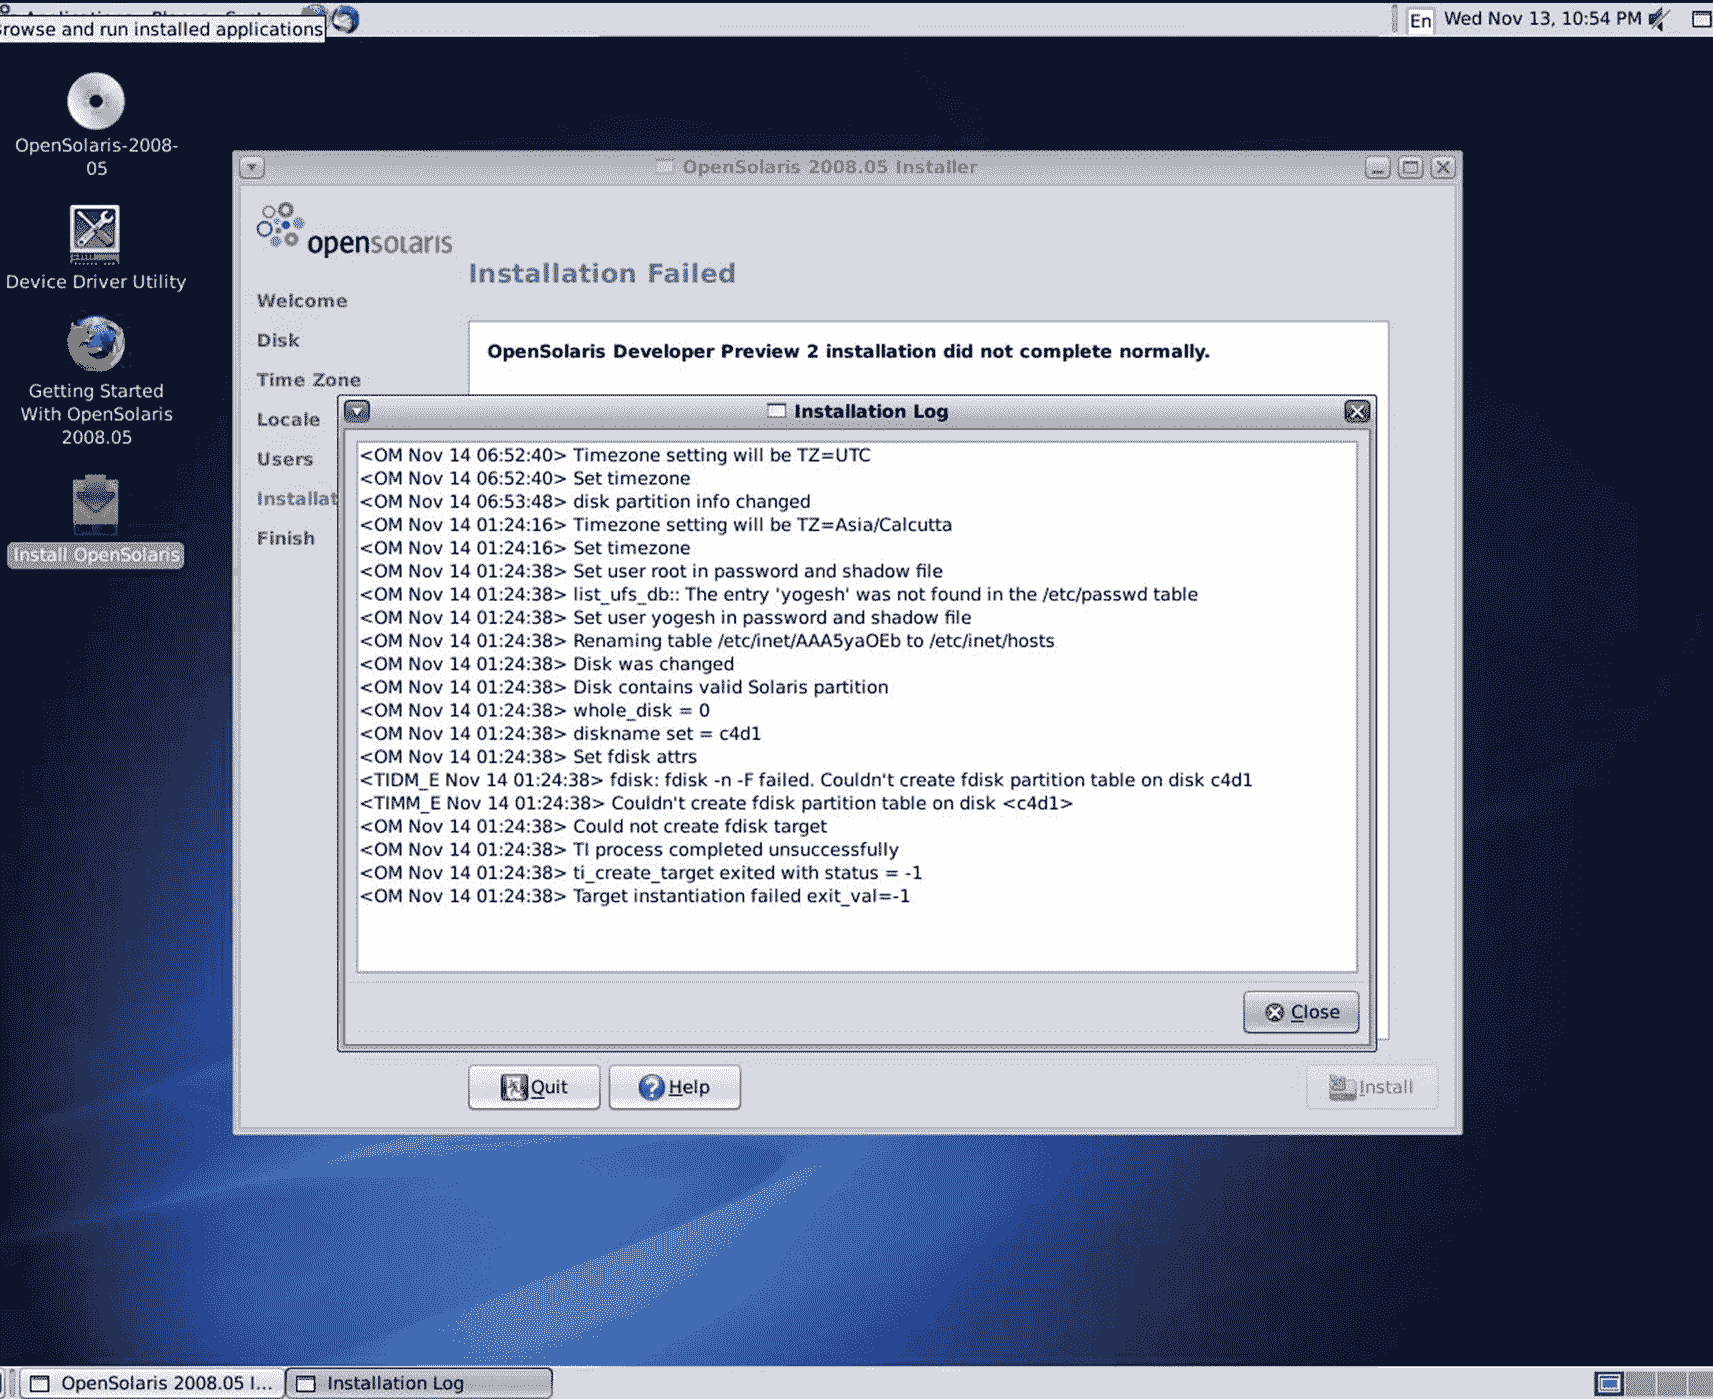 rowse and run installed applications
En Wed Nov 13, 10:54 PM
OpenSolaris-2008-
05
Device Driver Utility
Getting Started
With OpenSolaris
2008.05
Install OpenSolaris
OpenSolaris 2008.05 Installer
opensolaris
Installation Failed
Welcome
Disk
Time Zone
Locale
Users
Installat
Finish
OpenSolaris Developer Preview 2 installation did not complete normally.
Installation Log
<OM Nov 14 06:52:40> Timezone setting will be TZ=UTC
<OM Nov 14 06:52:40> Set timezone
<OM Nov 14 06:53:48> disk partition info changed
<OM Nov 14 01:24:16> Timezone setting will be TZ=Asia/Calcutta
<OM Nov 14 01:24:16> Set timezone
<OM Nov 14 01:24:38> Set user root in password and shadow file
<OM Nov 14 01:24:38> list_ufs_db:: The entry 'yogesh' was not found in the /etc/passwd table
<OM Nov 14 01:24:38> Set user yogesh in password and shadow file
<OM Nov 14 01:24:38> Renaming table /etc/inet/AAA5yaOEb to /etc/inet/hosts
<OM Nov 14 01:24:38> Disk was changed
<OM Nov 14 01:24:38> Disk contains valid Solaris partition
<OM Nov 14 01:24:38> whole_disk = 0
<OM Nov 14 01:24:38> diskname set = c4d1
<OM Nov 14 01:24:38> Set fdisk attrs
<TIDM_E Nov 14 01:24:38> fdisk: fdisk -n -F failed. Couldn't create fdisk partition table on disk c4d1
<TIMM_E Nov 14 01:24:38> Couldn't create fdisk partition table on disk <c4d1>
<OM Nov 14 01:24:38> Could not create fdisk target
<OM Nov 14 01:24:38> TI process completed unsuccessfully
<OM Nov 14 01:24:38> ti_create_target exited with status = -1
<OM Nov 14 01:24:38> Target instantiation failed exit_val=-1
Close
Quit
Help
Install
OpenSolaris 2008.05 I...
Installation Log